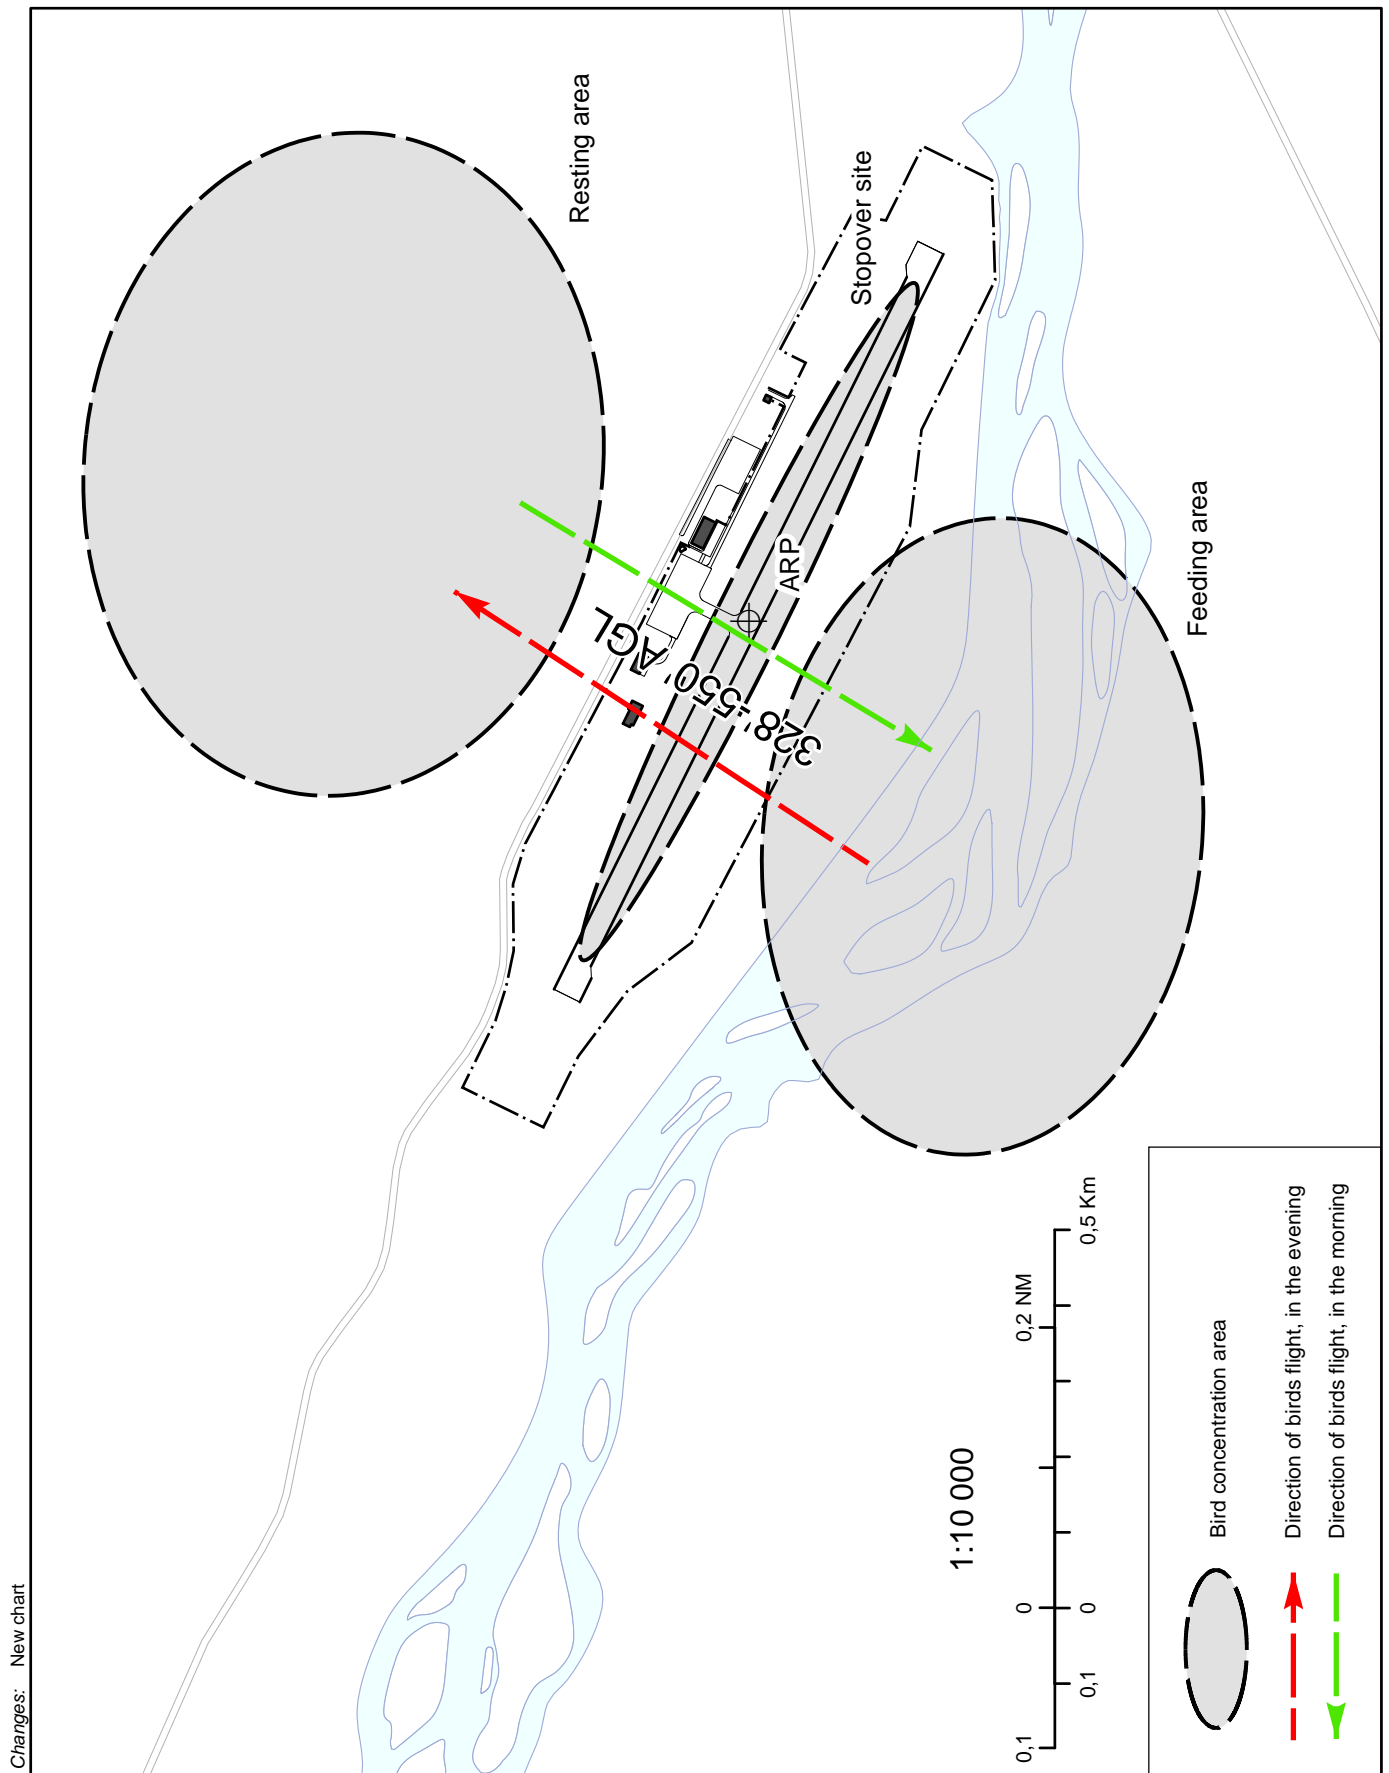 Changes: New chart
Resting area
Stopover site
ARP
328-550' AGL
Feeding area
1:10 000
0,1 0 0,2 NM
0,1 0 0,5 Km
Bird concentration area
Direction of birds flight, in the evening
Direction of birds flight, in the morning